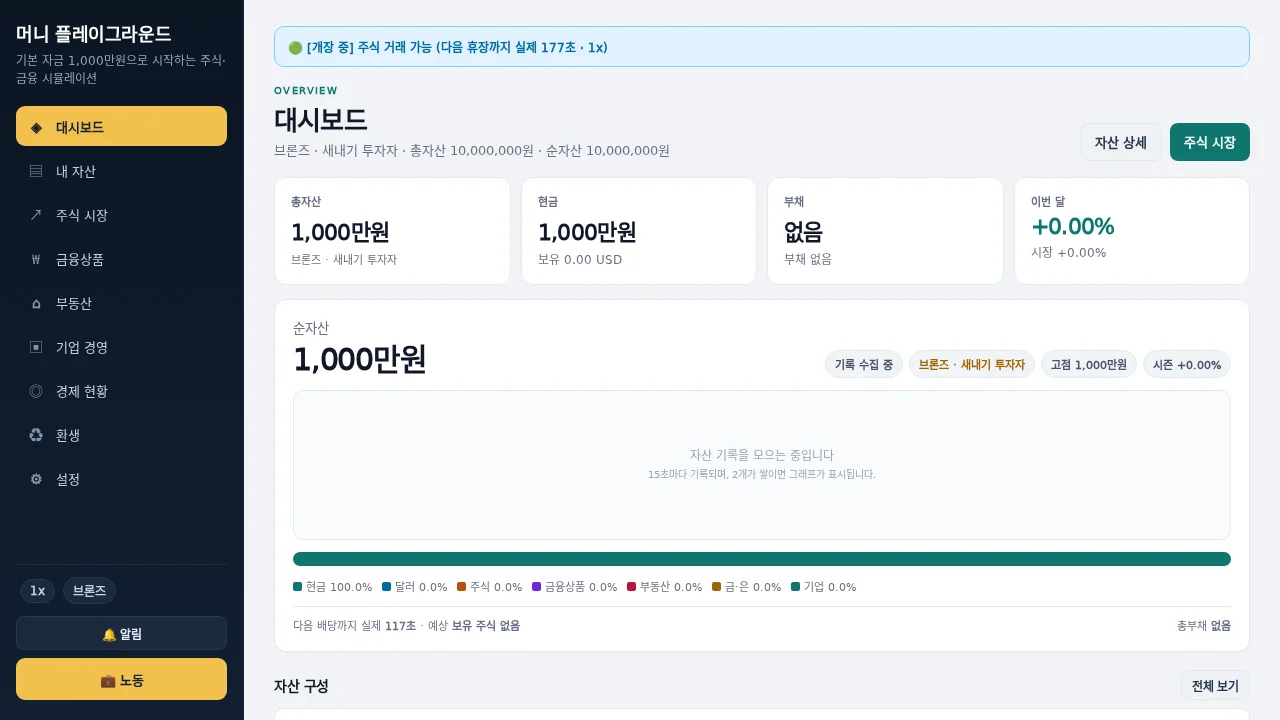 머니 플레이그라운드
기본 자금 1,000만원으로 시작하는 주식·
금융 시뮬레이션
대시보드
내 자산
주식 시장
금융상품
부동산
기업 경영
경제 현황
환생
설정
1x
브론즈
알림
노동
[개장 중] 주식 거래 가능 (다음 휴장까지 실제 177초 · 1x)
OVERVIEW
대시보드
브론즈 · 새내기 투자자 · 총자산 10,000,000원 · 순자산 10,000,000원
자산 상세
주식 시장
총자산
1,000만원
브론즈 · 새내기 투자자
현금
1,000만원
보유 0.00 USD
부채
없음
부채 없음
이번 달
+0.00%
시장 +0.00%
순자산
1,000만원
기록 수집 중
브론즈 · 새내기 투자자
고점 1,000만원
시즌 +0.00%
자산 기록을 모으는 중입니다
15초마다 기록되며, 2개가 쌓이면 그래프가 표시됩니다.
현금 100.0% 달러 0.0% 주식 0.0% 금융상품 0.0% 부동산 0.0% 금·은 0.0% 기업 0.0%
다음 배당까지 실제 117초 · 예상 보유 주식 없음
총부채 없음
자산 구성
전체 보기